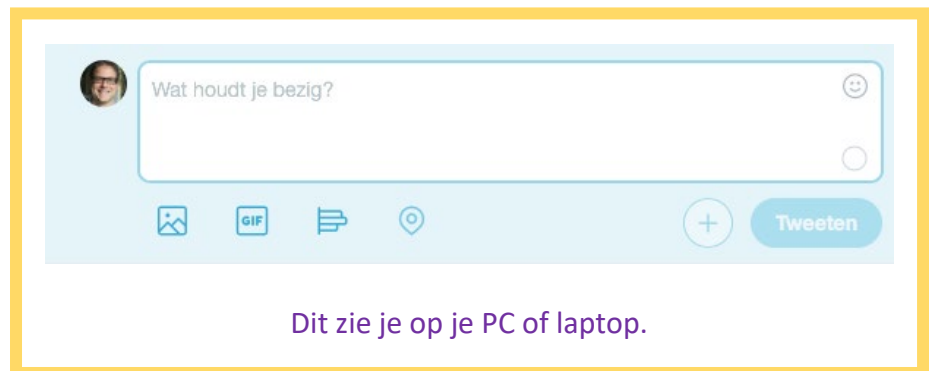 Wat houdt je bezig?
GIF
Tweeten
Dit zie je op je PC of laptop.